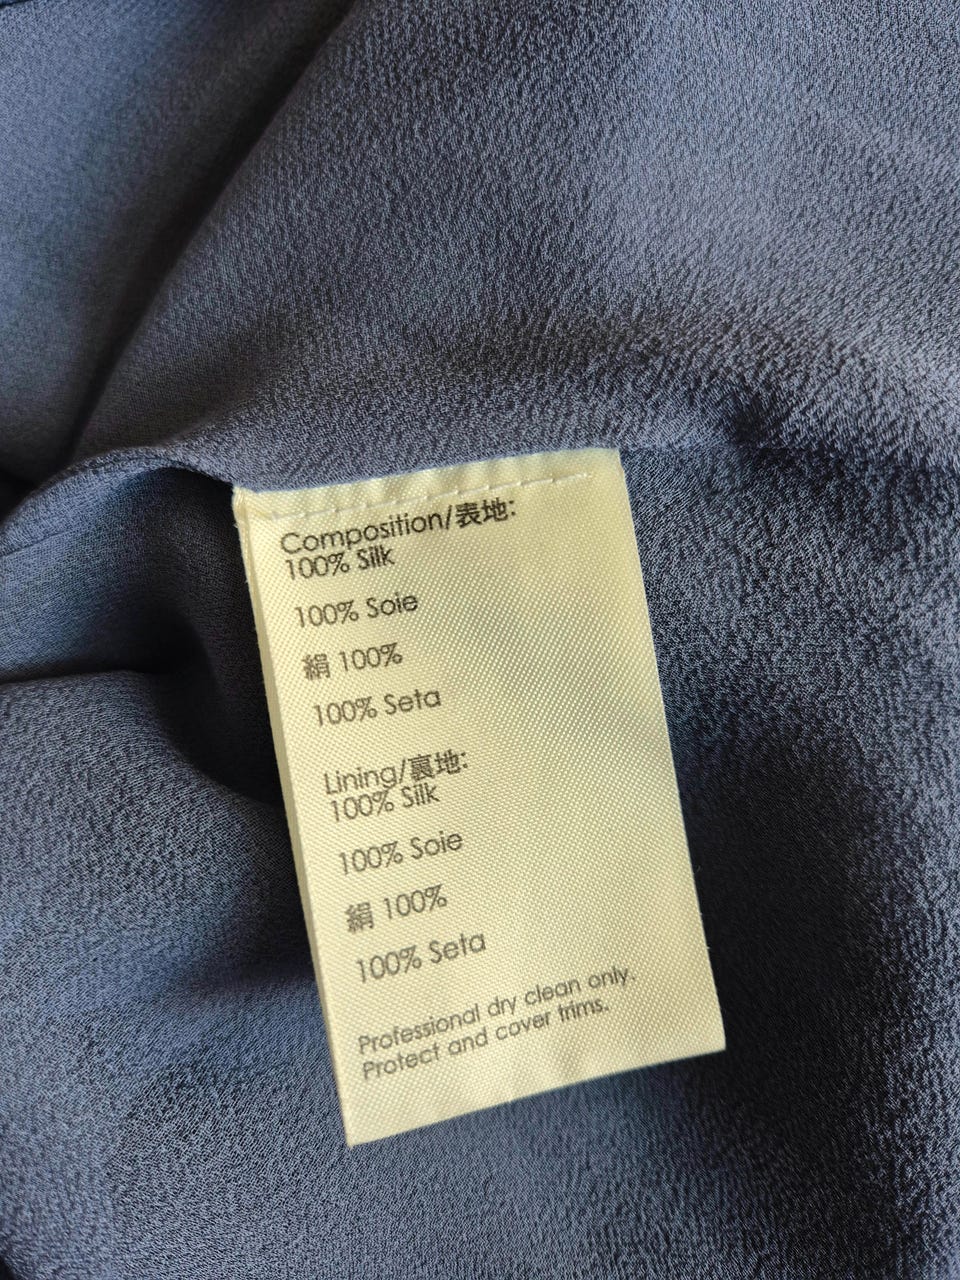 Composition/表地:
100% Silk
100% Soie
絹 100%
100% Seta
Lining/裏地:
100% Silk
100% Soie
絹 100%
100% Seta
Professional dry clean only.
Protect and cover trims.